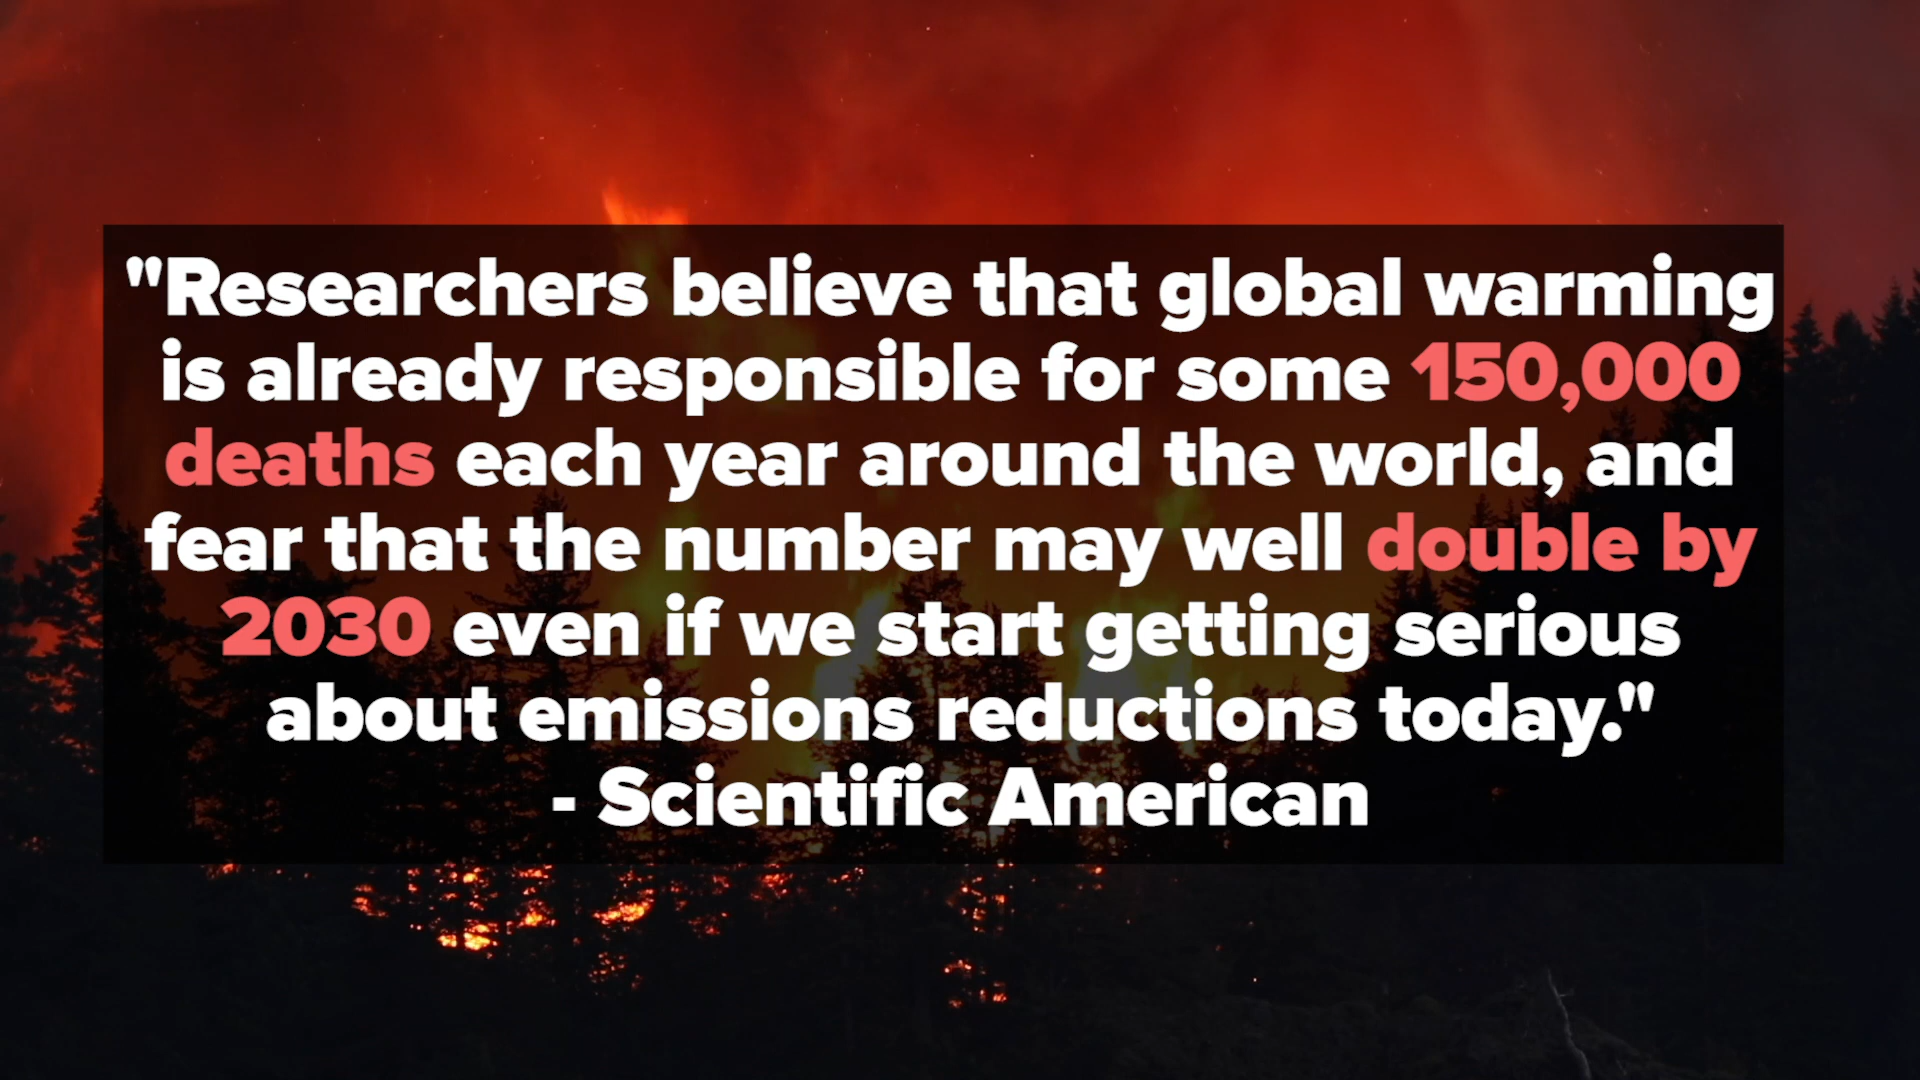 "Researchers believe that global warming
is already responsible for some 150,000
deaths each year around the world, and
fear that the number may well double by
2030 even if we start getting serious
about emissions reductions today."
- Scientific American